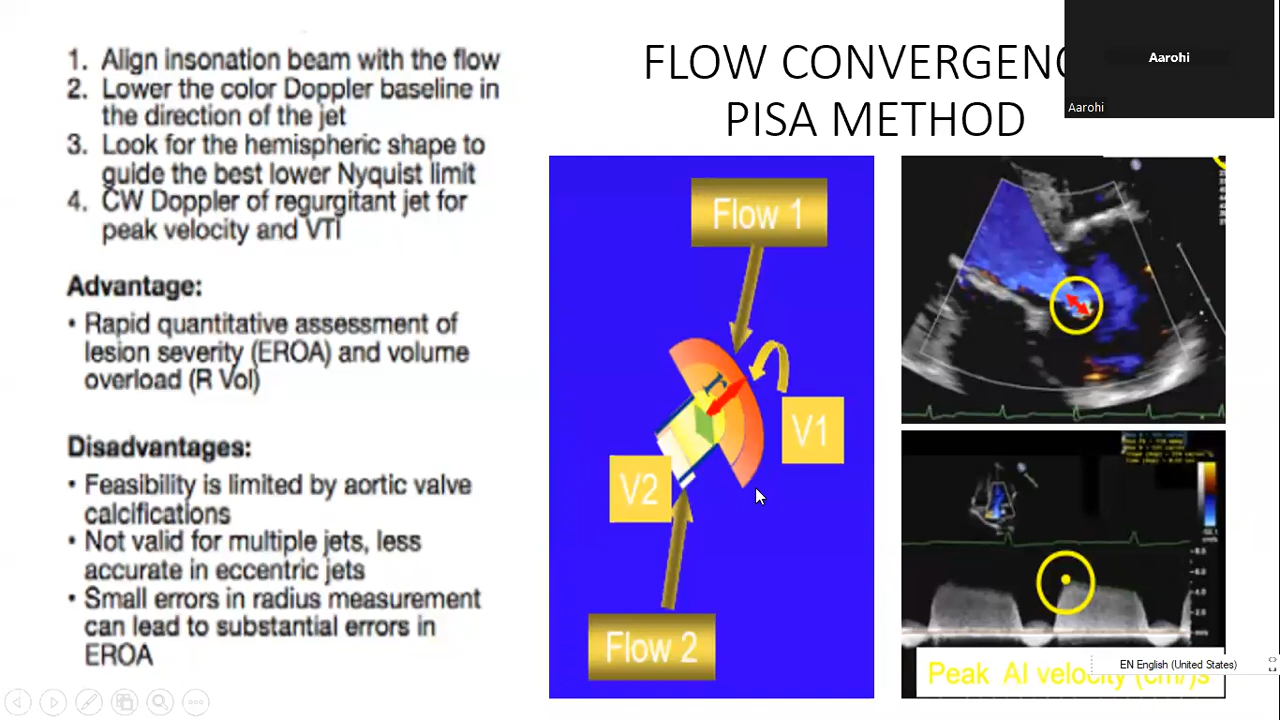 1. Align insonation beam with the flow
2. Lower the color Doppler baseline in
the direction of the jet
3. Look for the hemispheric shape to
guide the best lower Nyquist limit
4. CW Doppler of regurgitant jet for
peak velocity and VTI
Advantage:
• Rapid quantitative assessment of
lesion severity (EROA) and volume
overload (R Vol)
Disadvantages:
• Feasibility is limited by aortic valve
calcifications
• Not valid for multiple jets, less
accurate in eccentric jets
• Small errors in radius measurement
can lead to substantial errors in
EROA
FLOW CONVERGENC
PISA METHOD
Aarohi
Aarohi
Flow 1
r
V1
V2
Flow 2
Peak AI velocity (cm/)s
EN English (United States)